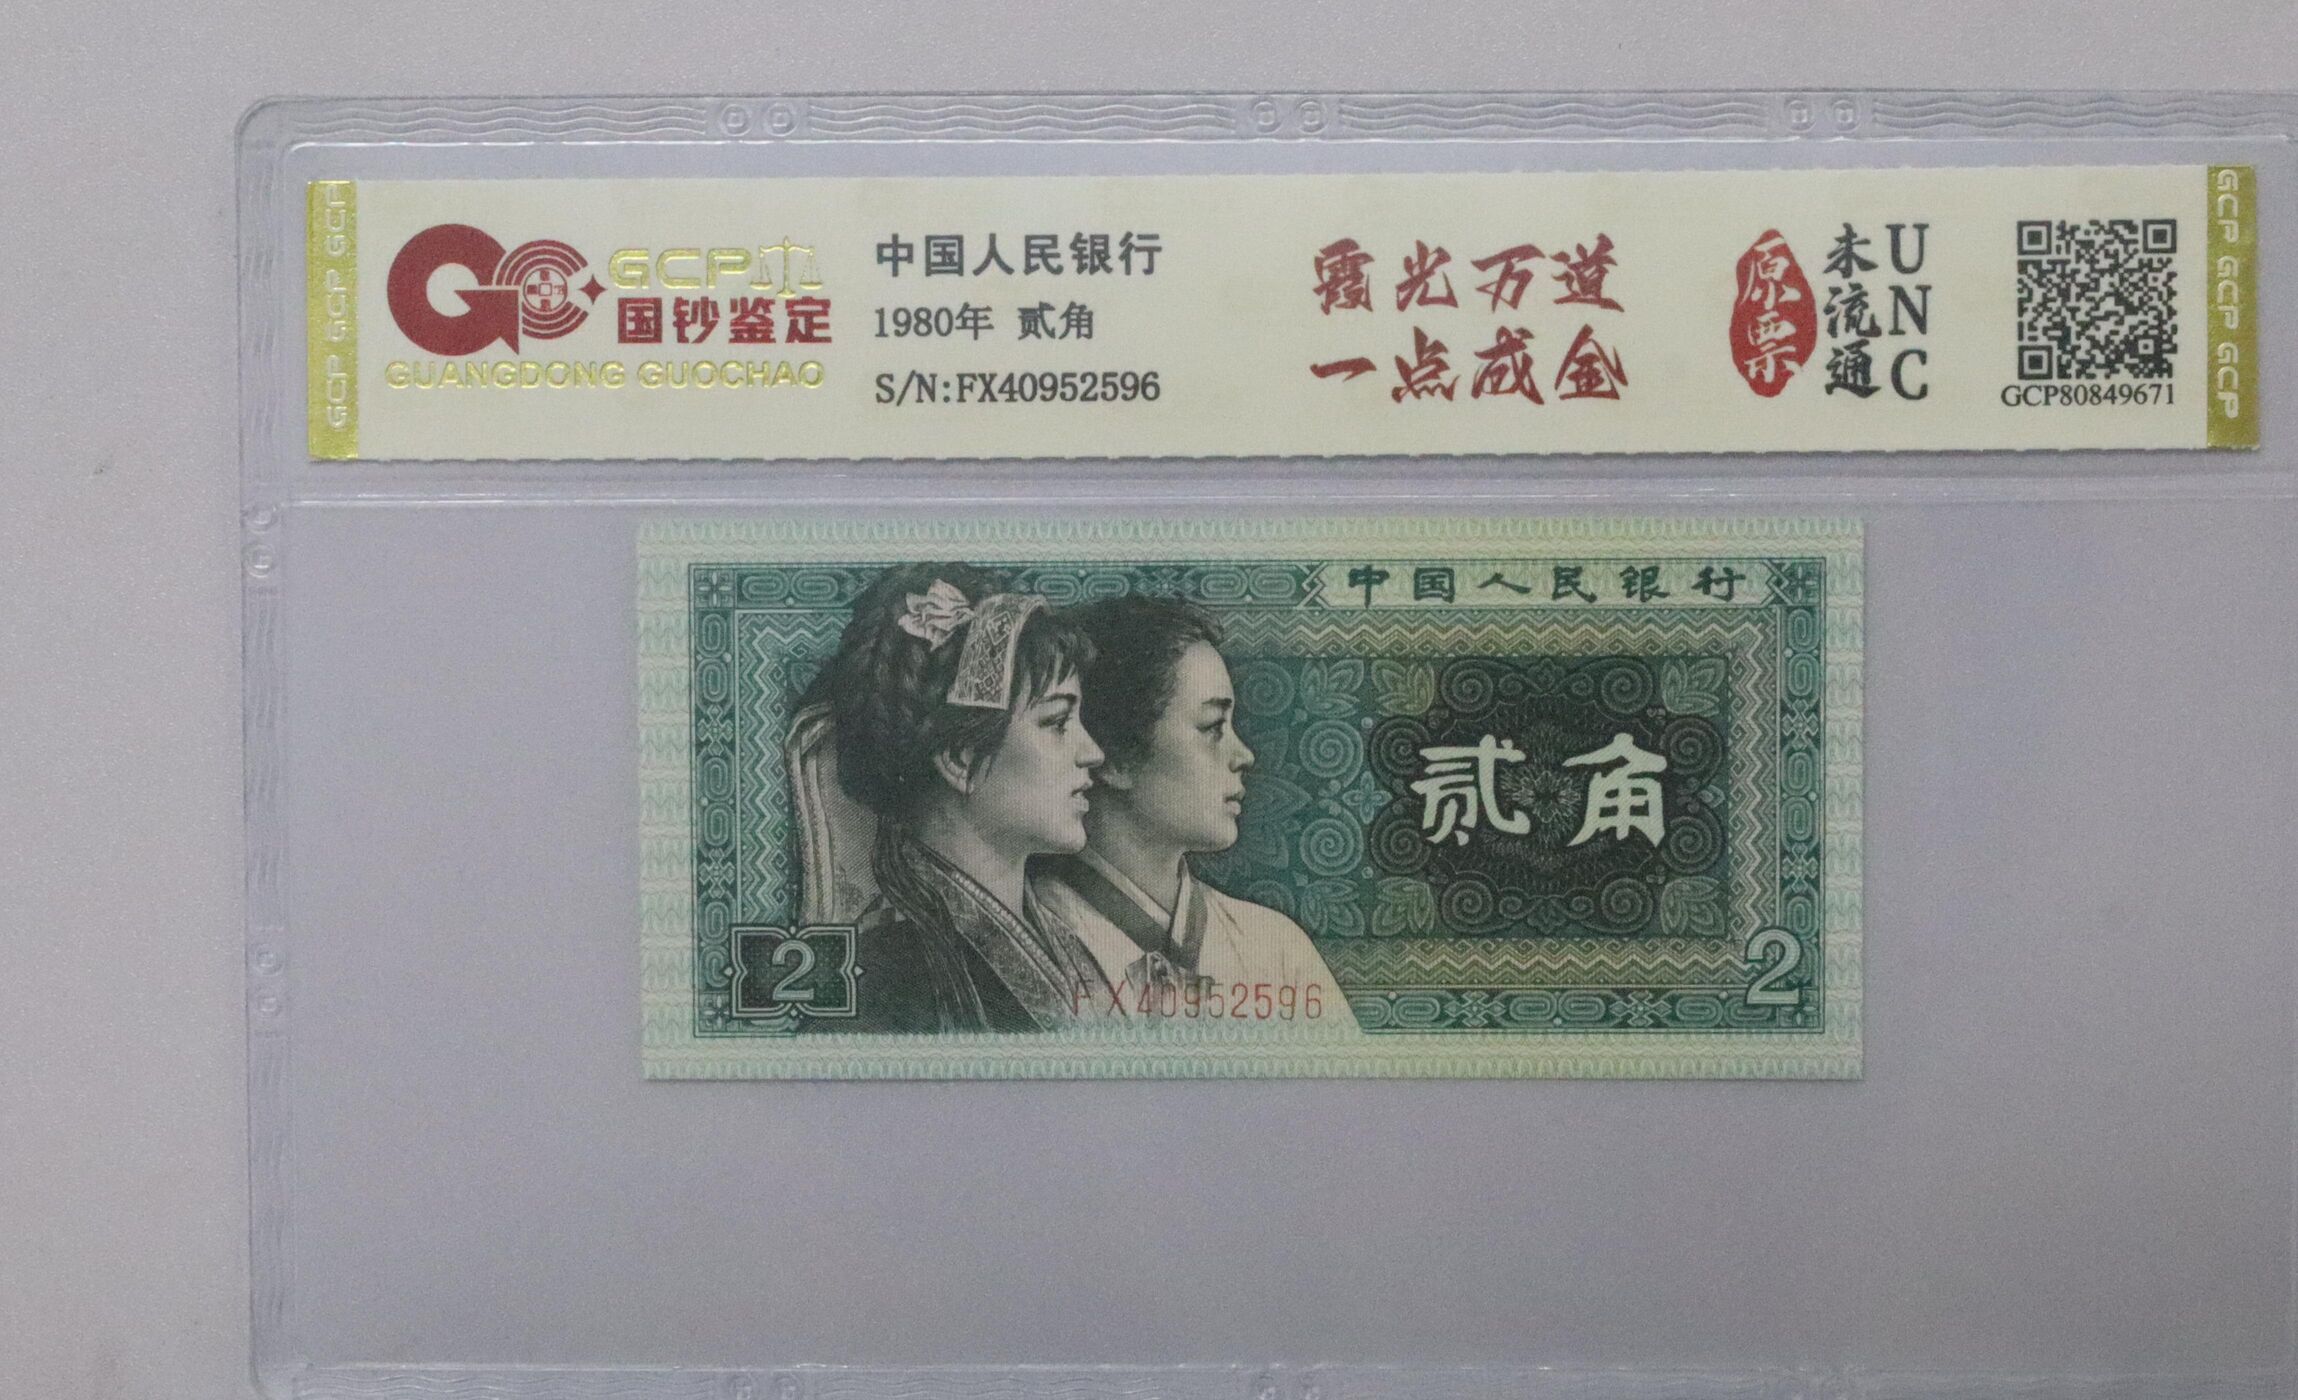 GCP GCP GCP
GCP
国钞鉴定
GUANGDONG GUOCHAO
中国人民银行
1980年 贰角
S/N:FX40952596
霞光万道
一点成金
原票
未流通
UNC
GCP80849671
GCP GCP GCP
中国人民银行
贰角
2
FX40952596
2